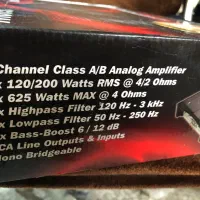 Channel Class A/B Analog Amplifier
x 120/200 Watts RMS @ 4/2 Ohms
x 625 Watts MAX @ 4 Ohms
x Highpass Filter 120 Hz - 3 kHz
x Lowpass Filter 50 Hz - 250 Hz
x Bass-Boost 6 / 12 dB
CA Line Outputs & Inputs
ono Bridgeable